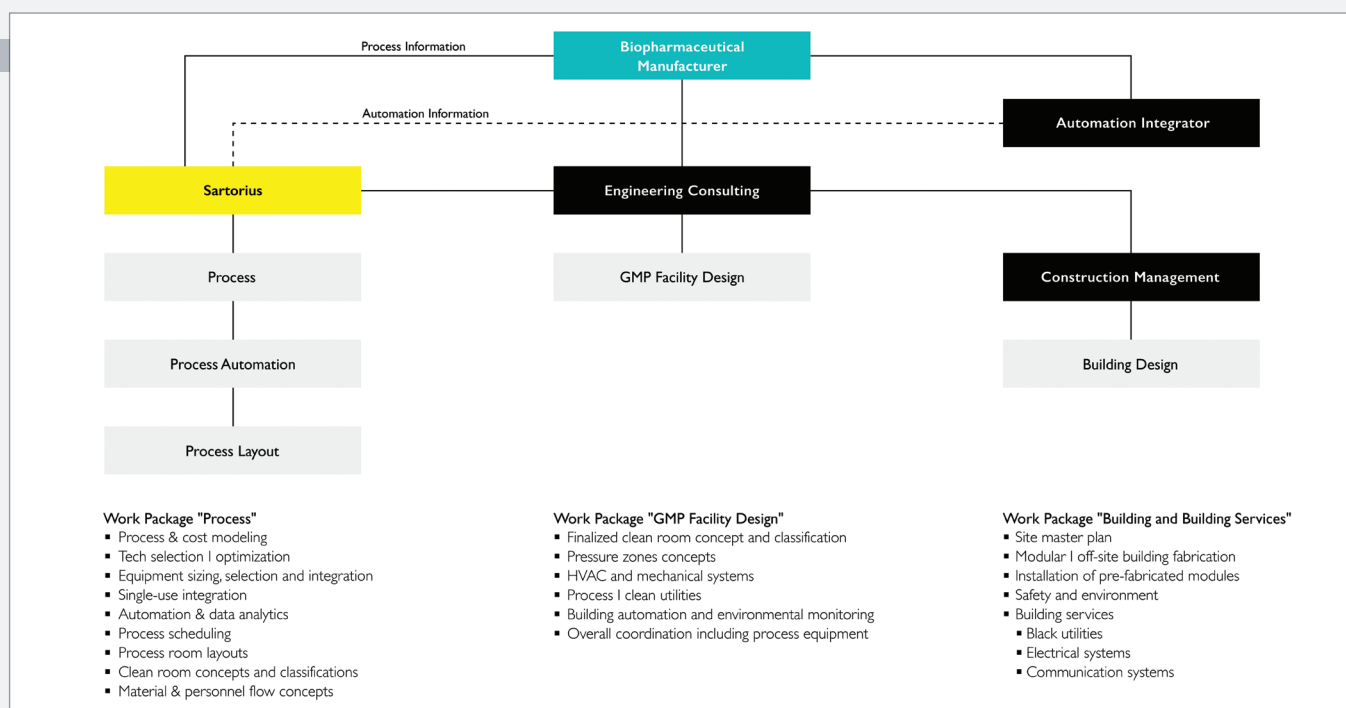 Process Information
Biopharmaceutical
Manufacturer
Automation Information
Automation Integrator
Sartorius
Engineering Consulting
Process
GMP Facility Design
Construction Management
Process Automation
Building Design
Process Layout
Work Package "Process"
▪ Process & cost modeling
▪ Tech selection | optimization
▪ Equipment sizing, selection and integration
▪ Single-use integration
▪ Automation & data analytics
▪ Process scheduling
▪ Process room layouts
▪ Clean room concepts and classifications
▪ Material & personnel flow concepts
Work Package "GMP Facility Design"
▪ Finalized clean room concept and classification
▪ Pressure zones concepts
▪ HVAC and mechanical systems
▪ Process | clean utilities
▪ Building automation and environmental monitoring
▪ Overall coordination including process equipment
Work Package "Building and Building Services"
▪ Site master plan
▪ Modular | off-site building fabrication
▪ Installation of pre-fabricated modules
▪ Safety and environment
▪ Building services
▪ Black utilities
▪ Electrical systems
▪ Communication systems